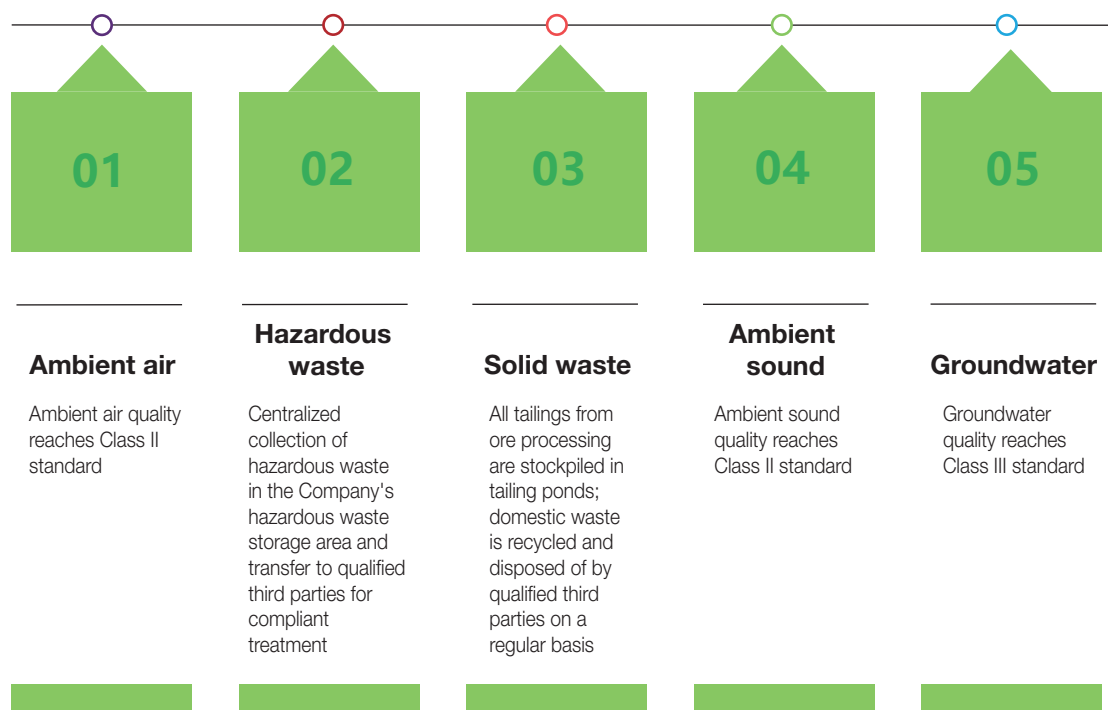 01
02
03
04
05
Ambient air
Ambient air quality
reaches Class II
standard
Hazardous
waste
Centralized
collection of
hazardous waste
in the Company's
hazardous waste
storage area and
transfer to qualified
third parties for
compliant
treatment
Solid waste
All tailings from
ore processing
are stockpiled in
tailing ponds;
domestic waste
is recycled and
disposed of by
qualified third
parties on a
regular basis
Ambient
sound
Ambient sound
quality reaches
Class II standard
Groundwater
Groundwater
quality reaches
Class III standard